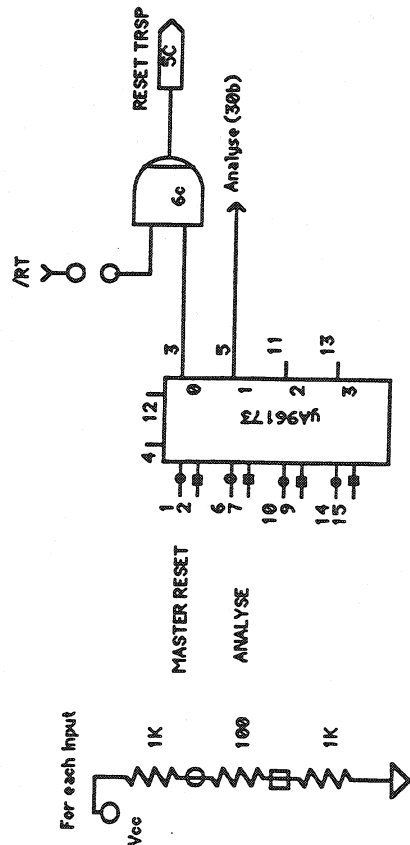 For each Input
Vcc
1K
100
1K
MASTER RESET
ANALYSE
1
2
6
7
10
9
14
15
4
12
0
1
2
3
μA96173
3
5
11
13
/RT
6c
RESET TRSP
5C
Analyse (30b)